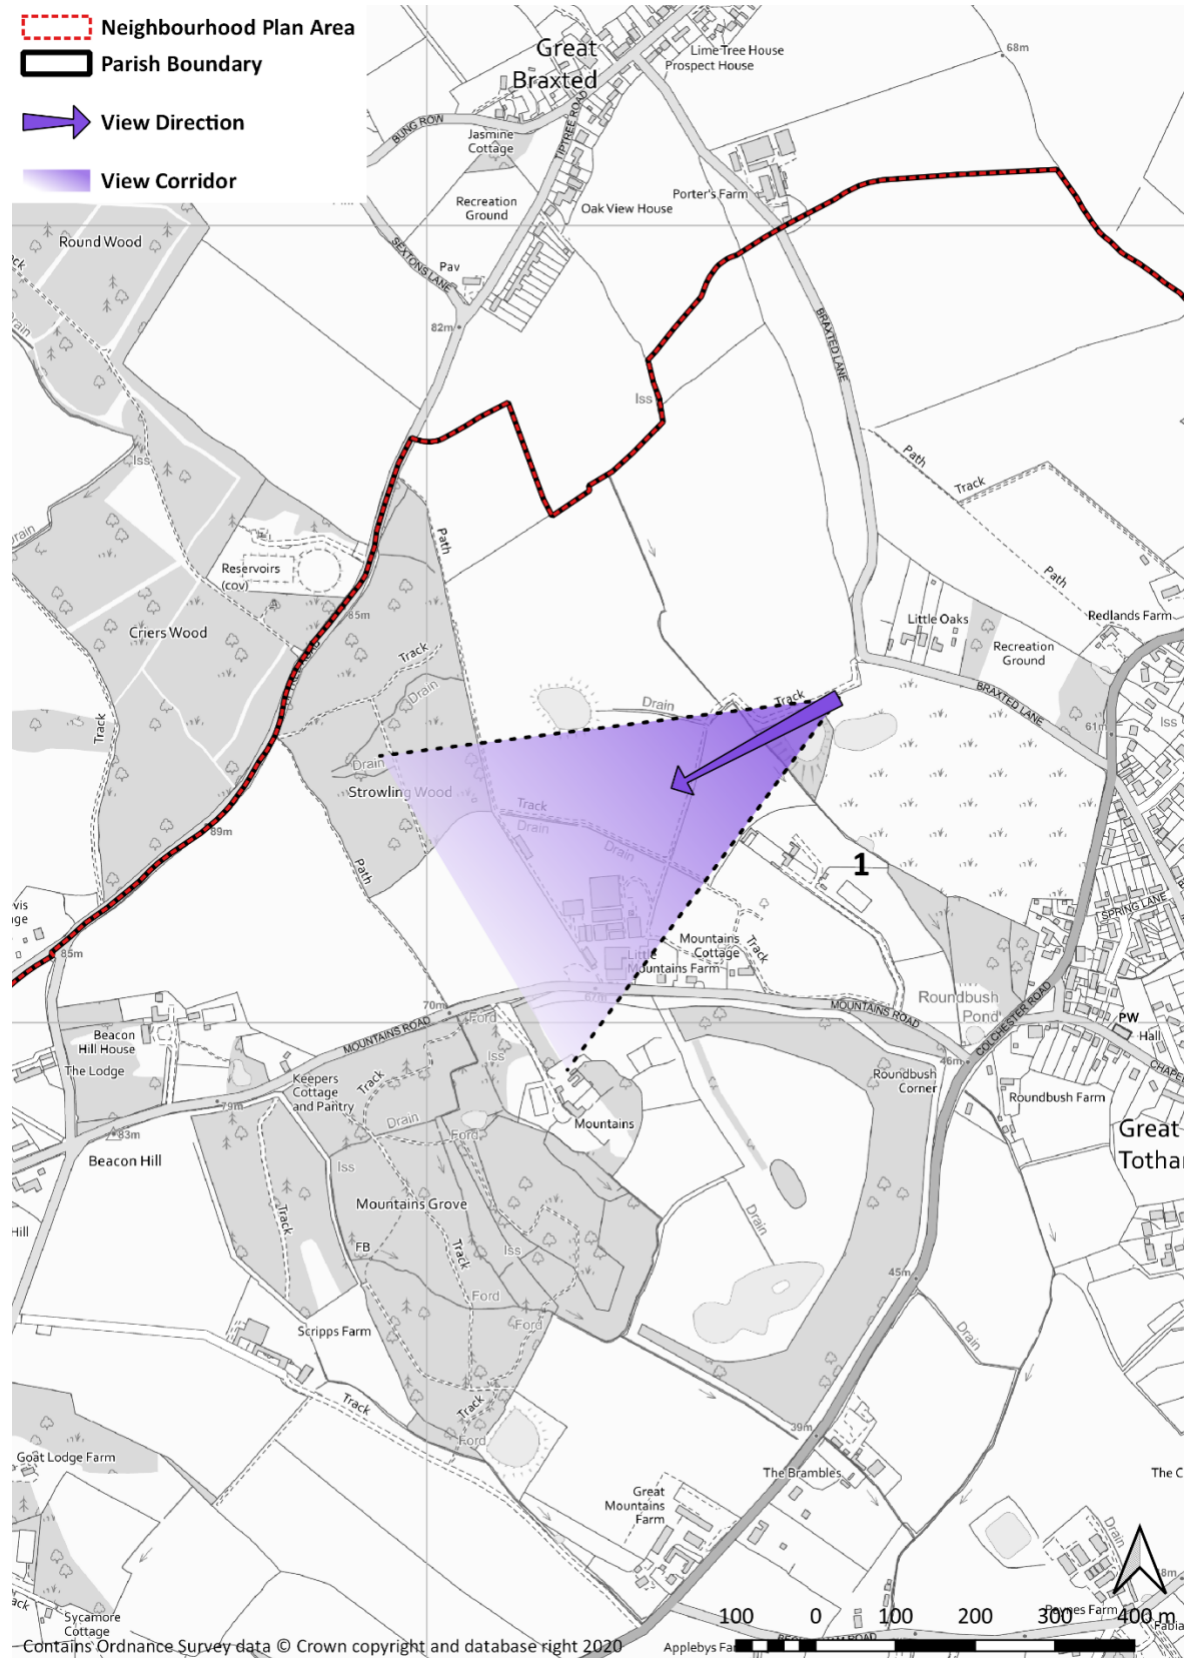 Neighbourhood Plan Area
Parish Boundary
View Direction
View Corridor
Great
Braxted
Lime Tree House
Prospect House
68m
BUNG ROW
TIPTREE ROAD
Jasmine
Cottage
Recreation
Ground
Oak View House
Porter's Farm
Round Wood
SEXTONS LANE
Pav
82m
BRAXTED LANE
Iss
Iss
Path
Track
Path
Path
Drain
Reservoirs
(cov)
85m
Criers Wood
Little Oaks
Redlands Farm
Recreation
Ground
Track
Drain
Track
Drain
Track
BRAXTED LANE
61m
Iss
Drain
Strowling Wood
Track
Drain
Drain
89m
Path
1
SPRING LANE
85m
Mountains
Cottage
Track
Little
Mountains Farm
67m
70m
Ford
MOUNTAINS ROAD
MOUNTAINS ROAD
Roundbush
Pond
COLCHESTER ROAD
PW
Hall
Beacon
Hill House
The Lodge
Iss
46m
Roundbush
Corner
Keepers
Cottage
and Pantry
Track
79m
Drain
Ford
Mountains
Roundbush Farm
83m
Beacon Hill
Iss
Great
Mountains Grove
Track
Track
FB
Iss
Drain
Hill
Ford
Ford
45m
Scripps Farm
Drain
Track
Track
Ford
39m
Goat Lodge Farm
The Brambles
The C
Great
Mountains
Farm
Drain
Sycamore
Cottage
100 0 100 200 300 400 m
Contains Ordnance Survey data © Crown copyright and database right 2020